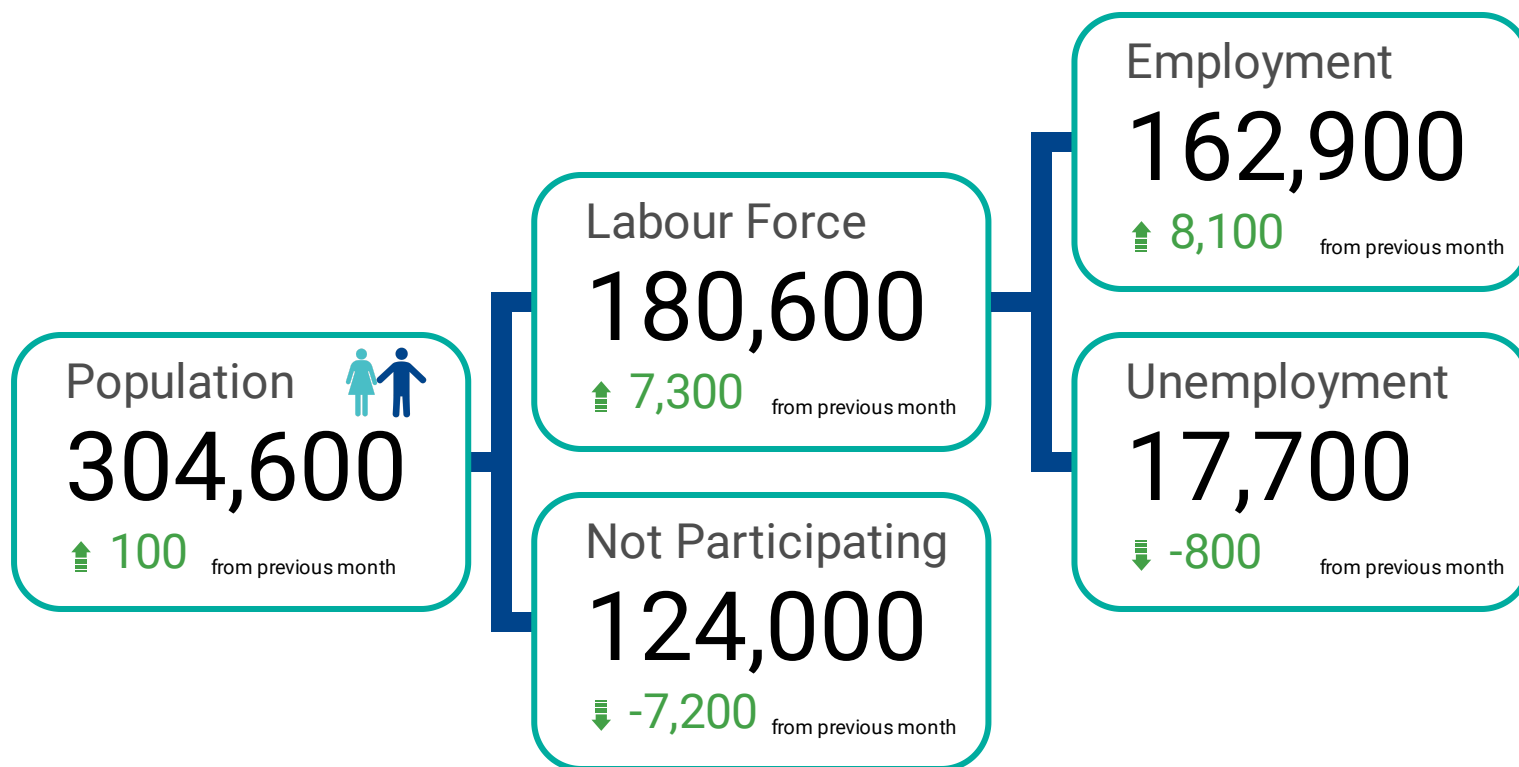 Population
304,600
100 from previous month
Labour Force
180,600
7,300 from previous month
Not Participating
124,000
-7,200 from previous month
Employment
162,900
8,100 from previous month
Unemployment
17,700
-800 from previous month